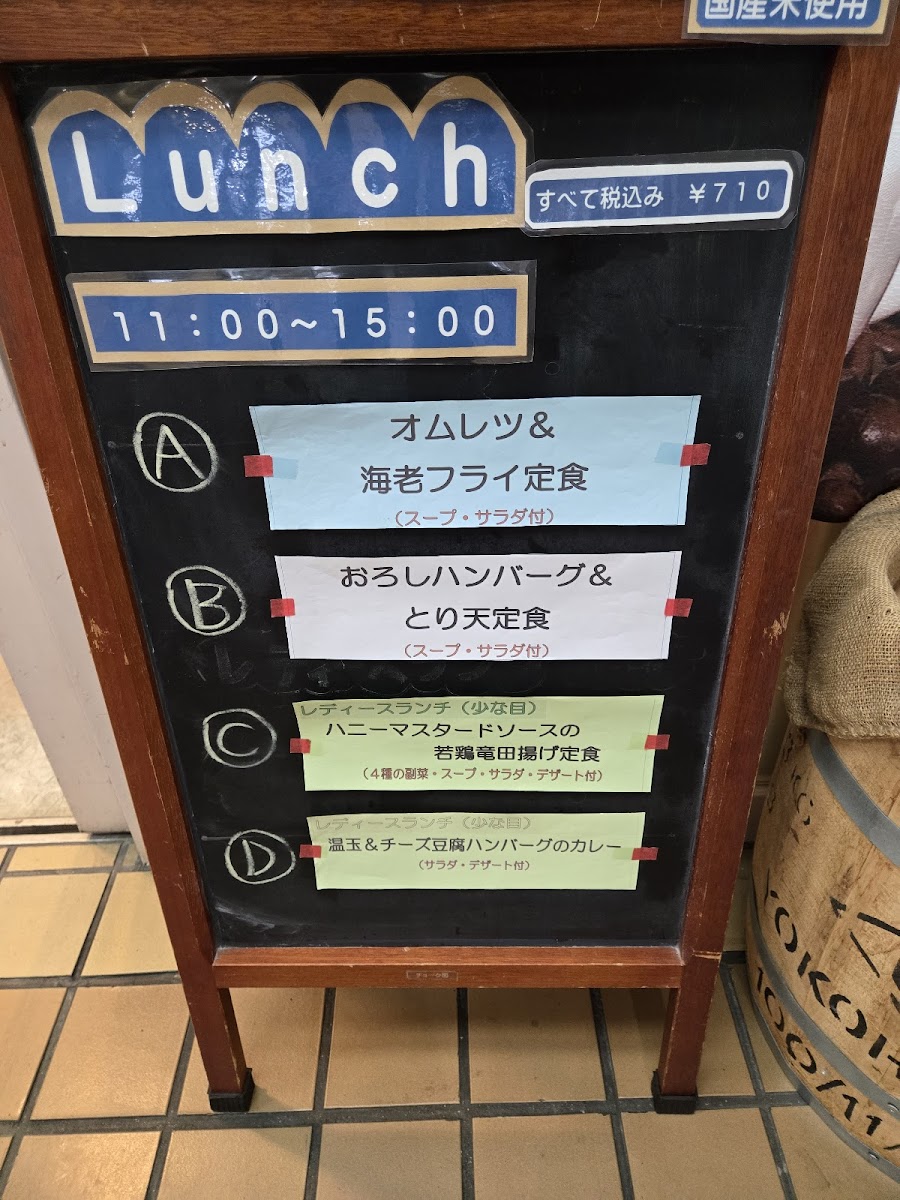 国産米使用
Lunch
すべて税込み ￥710
11:00～15:00
A
オムレツ＆
海老フライ定食
(スープ・サラダ付)
B
おろしハンバーグ＆
とり天定食
(スープ・サラダ付)
C
レディースランチ（少な目）
ハニーマスタードソースの
若鶏竜田揚げ定食
(4種の副菜・スープ・サラダ・デザート付)
D
レディースランチ（少な目）
温玉＆チーズ豆腐ハンバーグのカレー
(サラダ・デザート付)
YOKOH
100/11